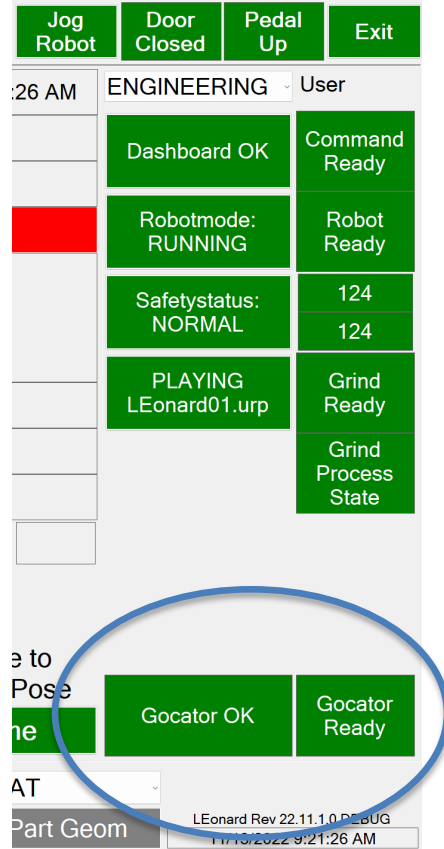 Jog
Robot
Door
Closed
Pedal
Up
Exit
:26 AM
ENGINEERING
User
Dashboard OK
Command
Ready
Robotmode:
RUNNING
Robot
Ready
Safetystatus:
NORMAL
124
124
PLAYING
LEonard01.urp
Grind
Ready
Grind
Process
State
e to
Pose
ne
Gocator OK
Gocator
Ready
AT
Part Geom
LEonard Rev 22.11.1.0 DEBUG
9:21:26 AM